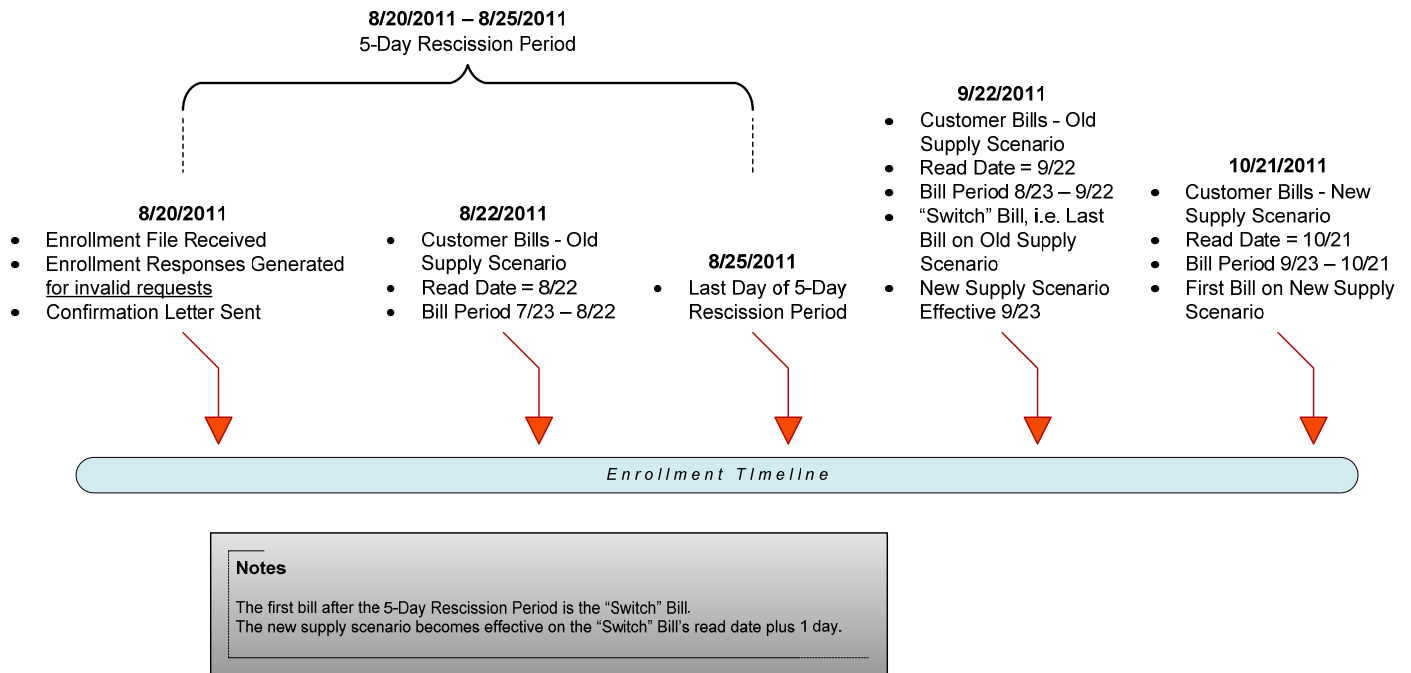 8/20/2011 – 8/25/2011
5-Day Rescission Period
8/20/2011
• Enrollment File Received
• Enrollment Responses Generated
for invalid requests
• Confirmation Letter Sent
8/22/2011
• Customer Bills - Old
Supply Scenario
• Read Date = 8/22
• Bill Period 7/23 – 8/22
8/25/2011
• Last Day of 5-Day
Rescission Period
9/22/2011
• Customer Bills - Old
Supply Scenario
• Read Date = 9/22
• Bill Period 8/23 – 9/22
• “Switch” Bill, i.e. Last
Bill on Old Supply
Scenario
• New Supply Scenario
Effective 9/23
10/21/2011
• Customer Bills - New
Supply Scenario
• Read Date = 10/21
• Bill Period 9/23 – 10/21
• First Bill on New Supply
Scenario
Enrollment Timeline
Notes
The first bill after the 5-Day Rescission Period is the “Switch” Bill.
The new supply scenario becomes effective on the “Switch” Bill’s read date plus 1 day.